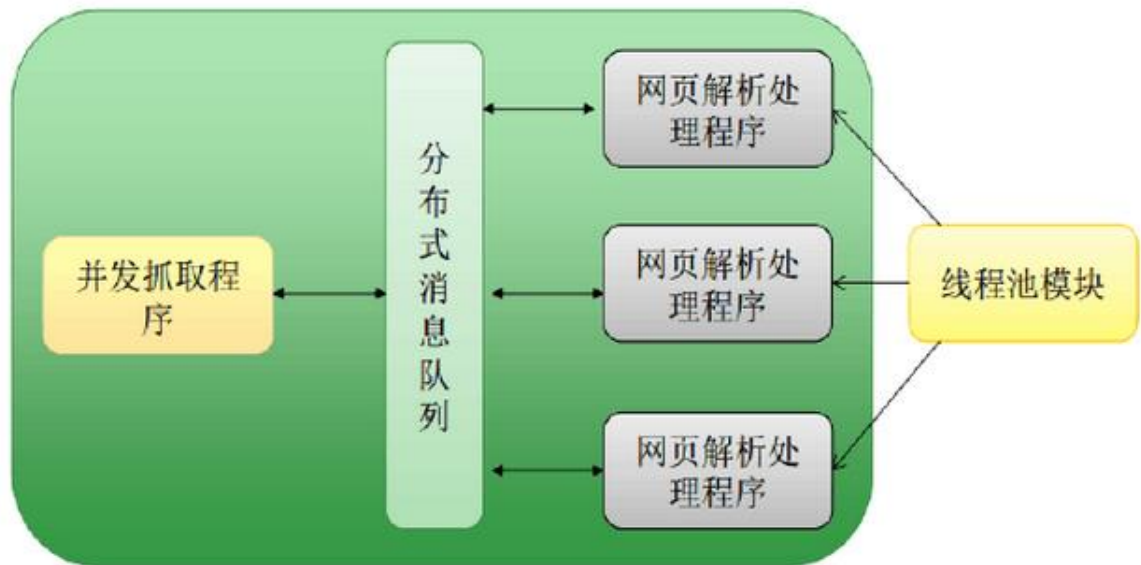 并发抓取程
序
分布式消息队列
网页解析处
理程序
网页解析处
理程序
网页解析处
理程序
线程池模块